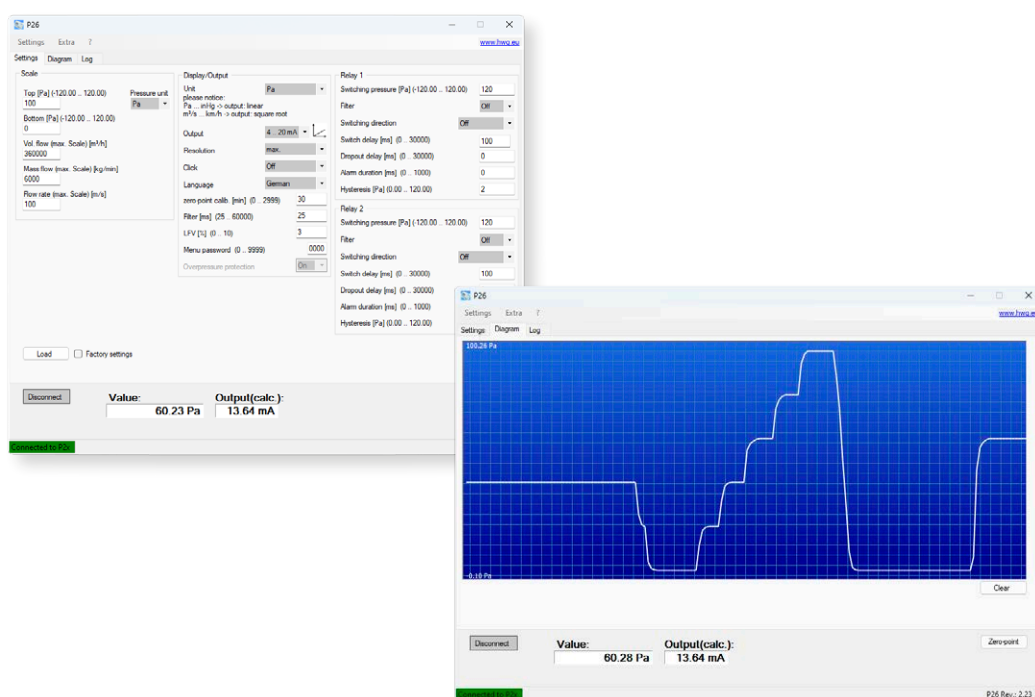 P26
Settings Extra ?
www.hwg.eu
Settings Diagram Log
Scale
Top [Pa] (-120.00 .. 120.00) Pressure unit
100 Pa
Bottom [Pa] (-120.00 .. 120.00)
0
Vol. flow (max. Scale) [m³/h]
360000
Mass flow (max. Scale) [kg/min]
6000
Flow rate (max. Scale) [m/s]
100
Display/Output
Unit Pa
please notice:
Pa ... inHg -> output: linear
m³/s ... km/h -> output: square root
Output 4 .. 20 mA
Resolution max.
Click Off
Language German
zero point calib. [min] (0 .. 2999) 30
Filter [ms] (25 .. 60000) 25
LFV [%] (0 .. 10) 3
Menu password (0 .. 9999) 0000
Overpressure protection On
Relay 1
Switching pressure [Pa] (-120.00 .. 120.00) 120
Filter Off
Switching direction Off
Switch delay [ms] (0 .. 30000) 100
Dropout delay [ms] (0 .. 30000) 0
Alarm duration [ms] (0 .. 1000) 0
Hysteresis [Pa] (0.00 .. 120.00) 2
Relay 2
Switching pressure [Pa] (-120.00 .. 120.00) 120
Filter Off
Switching direction Off
Switch delay [ms] (0 .. 30000) 100
Dropout delay [ms] (0 .. 30000)
Alarm duration [ms] (0 .. 1000)
Hysteresis [Pa] (0.00 .. 120.00)
Load Factory settings
Disconnect
Value: Output(calc.):
60.23 Pa 13.64 mA
Connected to P2x
P26
Settings Extra ?
www.hwg.eu
Settings Diagram Log
100.26 Pa
-0.10 Pa
Clear
Disconnect
Value: Output(calc.):
60.28 Pa 13.64 mA
Zero-point
Connected to P2x
P26 Rev.: 2.23